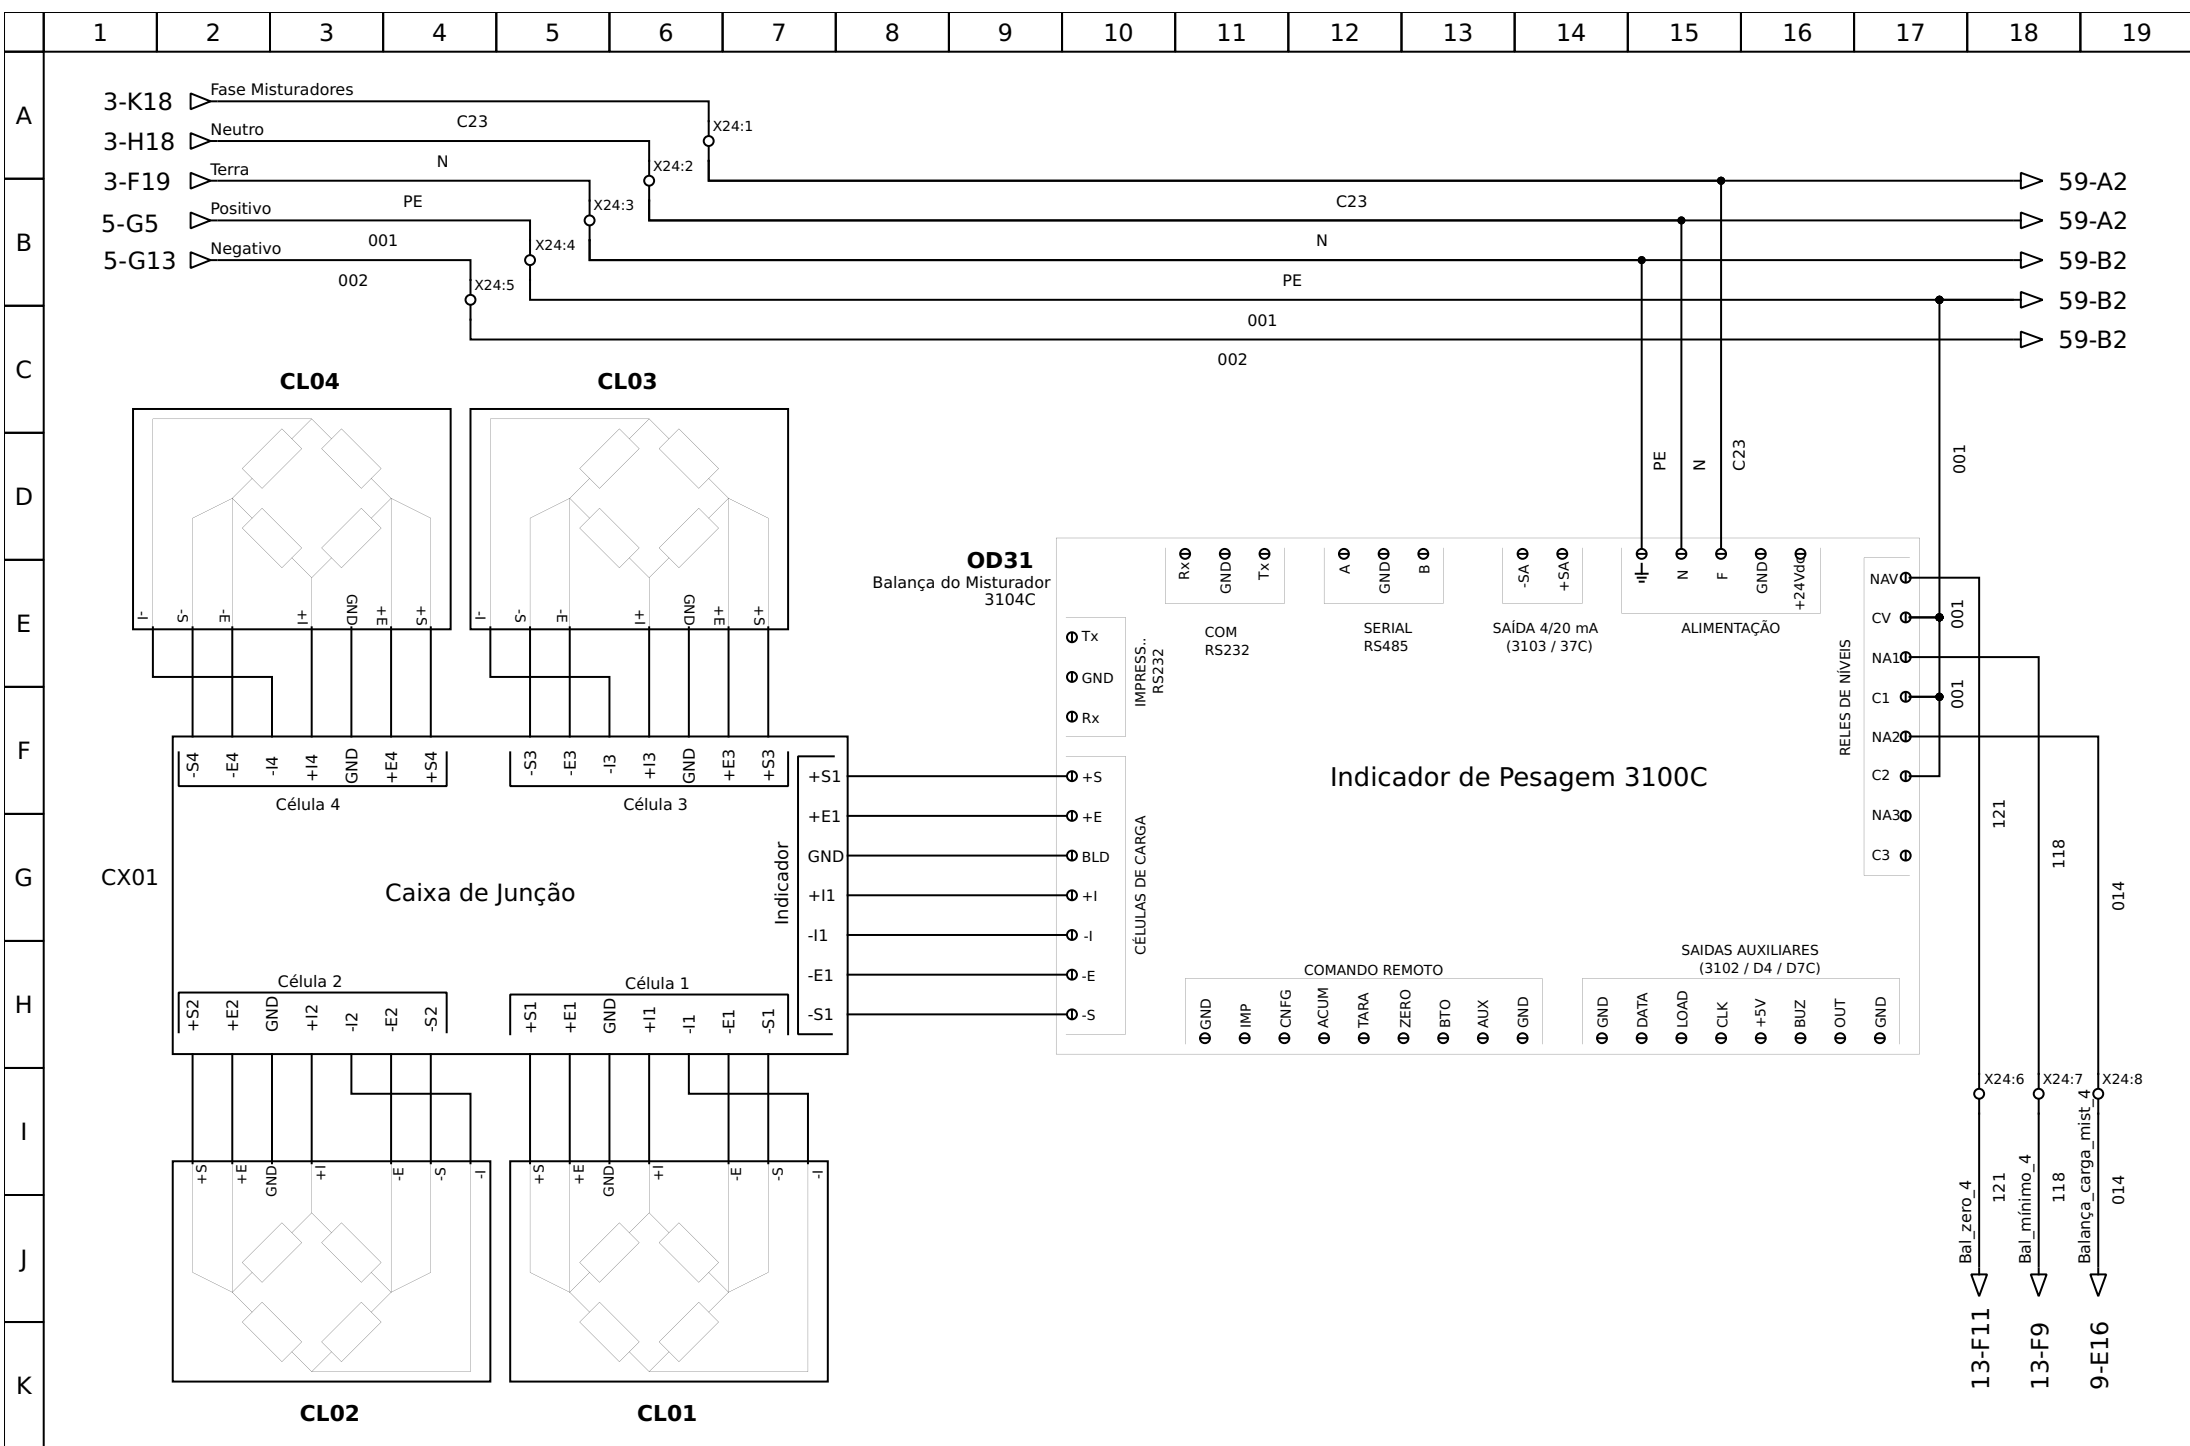 1 2 3 4 5 6 7 8 9 10 11 12 13 14 15 16 17 18 19
A
B
C
D
E
F
G
H
I
J
K
3-K18 Fase Misturadores
C23
X24:1
3-H18 Neutro
N
X24:2
3-F19 Terra
PE
X24:3
5-G5 Positivo
001
X24:4
5-G13 Negativo
002
X24:5
59-A2
C23
59-A2
N
59-B2
PE
59-B2
001
59-B2
002
CL04
-I -S -E +I GND +E +S
CL03
-I -S -E +I GND +E +S
PE N C23 001
OD31
Balança do Misturador
3104C
Rx GND Tx
COM
RS232
A GND B
SERIAL
RS485
-SA +SA
SAÍDA 4/20 mA
(3103 / 37C)
N F GND +24Vdc
ALIMENTAÇÃO
Tx
GND
Rx
IMPRESS..
RS232
NAV
CV
001
NA1
C1
001
NA2
C2
NA3
C3
RELES DE NÍVEIS
Indicador de Pesagem 3100C
-S4 -E4 -I4 +I4 GND +E4 +S4
Célula 4
-S3 -E3 -I3 +I3 GND +E3 +S3
Célula 3
CX01
Caixa de Junção
Indicador
+S1
+E1
GND
+I1
-I1
-E1
-S1
+S
+E
BLD
+I
-I
-E
-S
CÉLULAS DE CARGA
Célula 2
+S2 +E2 GND +I2 -I2 -E2 -S2
Célula 1
+S1 +E1 GND +I1 -I1 -E1 -S1
COMANDO REMOTO
GND IMP CNFG ACUM TARA ZERO BTO AUX GND
SAIDAS AUXILIARES
(3102 / D4 / D7C)
GND DATA LOAD CLK +5V BUZ OUT GND
121
118
014
X24:6 X24:7 X24:8
Bal_zero_4
121
Bal_mínimo_4
118
Balança_carga_mist_4
014
13-F11
13-F9
9-E16
+S +E GND +I -E -S -I
CL02
+S +E GND +I -E -S -I
CL01